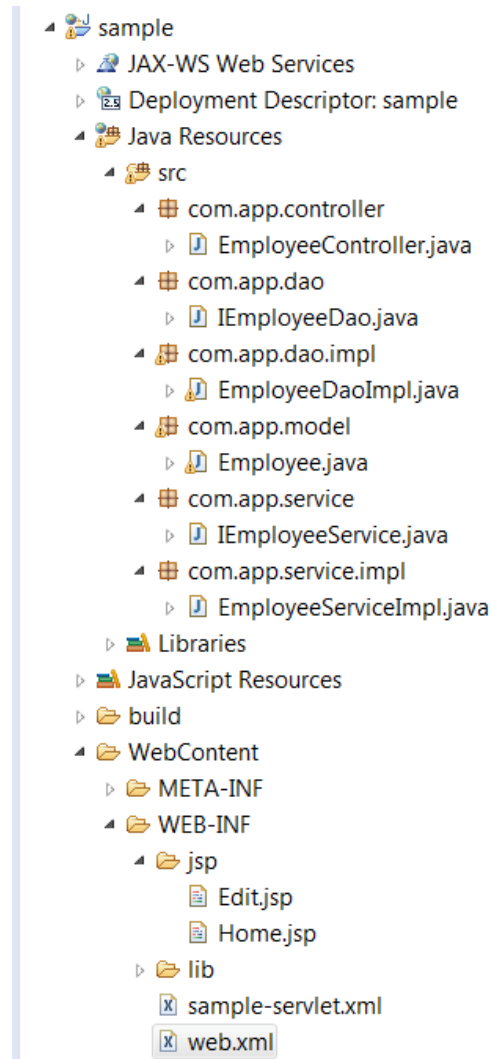 sample
JAX-WS Web Services
2.5 Deployment Descriptor: sample
Java Resources
src
com.app.controller
J EmployeeController.java
com.app.dao
J IEmployeeDao.java
com.app.dao.impl
J EmployeeDaoImpl.java
com.app.model
J Employee.java
com.app.service
J IEmployeeService.java
com.app.service.impl
J EmployeeServiceImpl.java
Libraries
JavaScript Resources
build
WebContent
META-INF
WEB-INF
jsp
Edit.jsp
Home.jsp
lib
X sample-servlet.xml
X web.xml